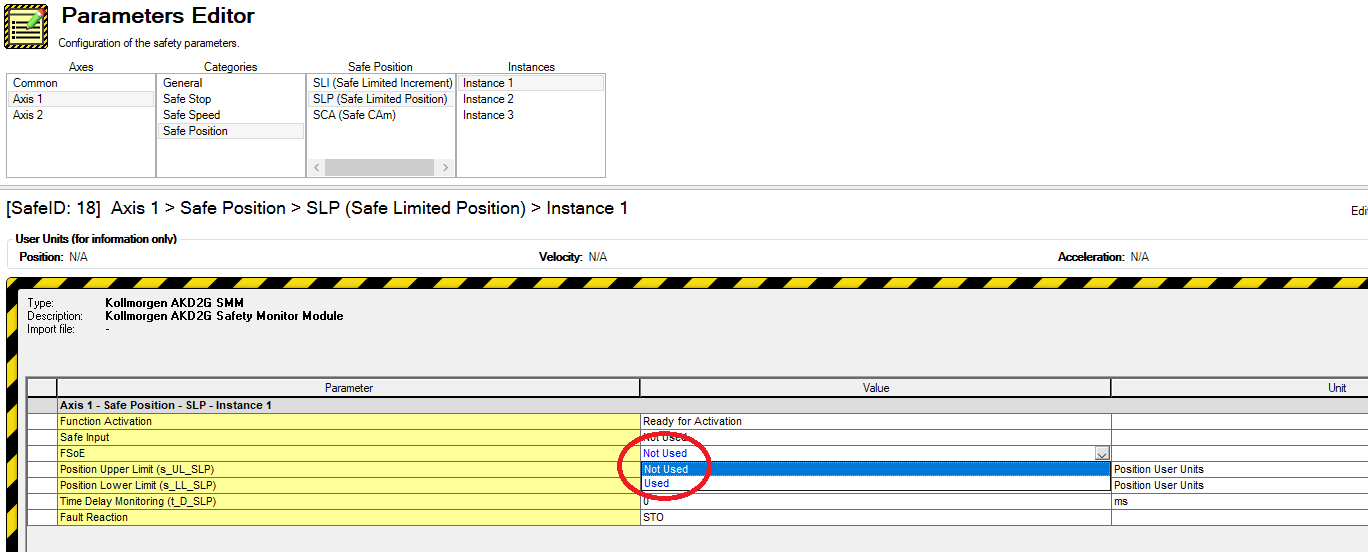 Parameters Editor
Configuration of the safety parameters.
Axes Categories Safe Position Instances
Common General SLI (Safe Limited Increment) Instance 1
Axis 1 Safe Stop SLP (Safe Limited Position) Instance 2
Axis 2 Safe Speed SCA (Safe CAm) Instance 3
Safe Position
[SafeID: 18] Axis 1 > Safe Position > SLP (Safe Limited Position) > Instance 1
User Units (for information only)
Position: N/A Velocity: N/A Acceleration: N/A
Type: Kollmorgen AKD2G SMM
Description: Kollmorgen AKD2G Safety Monitor Module
Import file: -
Parameter Value Unit
Axis 1 - Safe Position - SLP - Instance 1
Function Activation Ready for Activation
Safe Input Not Used
FSoE Not Used
Position Upper Limit (s_UL_SLP) Not Used Position User Units
Position Lower Limit (s_LL_SLP) Used Position User Units
Time Delay Monitoring (t_D_SLP) 0 ms
Fault Reaction STO